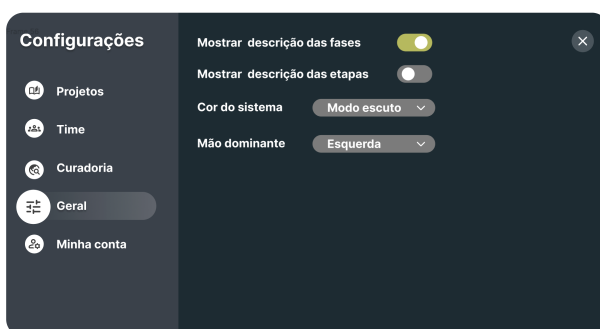 Configurações
Projetos
Time
Curadoria
Geral
Minha conta
Mostrar descrição das fases
Mostrar descrição das etapas
Cor do sistema
Modo escuto
Mão dominante
Esquerda